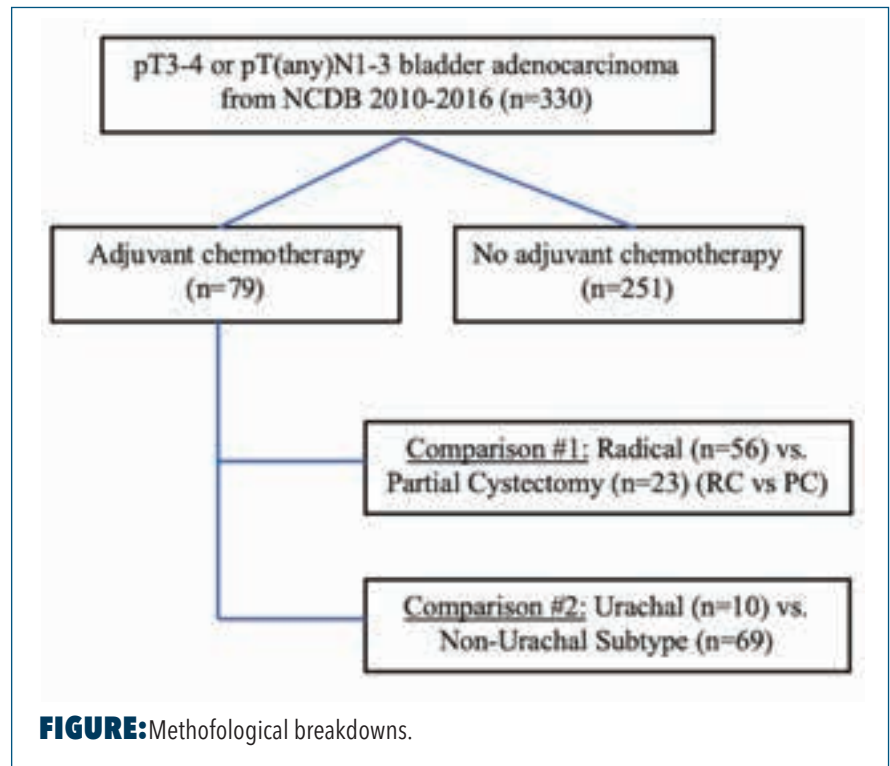 pT3-4 or pT(any)N1-3 bladder adenocarcinoma
from NCDB 2010-2016 (n=330)
Adjuvant chemotherapy
(n=79)
No adjuvant chemotherapy
(n=251)
Comparison #1: Radical (n=56) vs.
Partial Cystectomy (n=23) (RC vs PC)
Comparison #2: Urachal (n=10) vs.
Non-Urachal Subtype (n=69)
FIGURE:Methofological breakdowns.